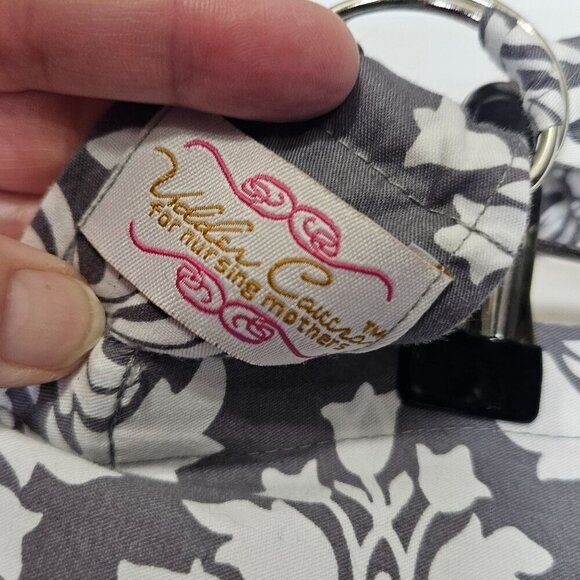 Udder Covers™
for nursing mothers